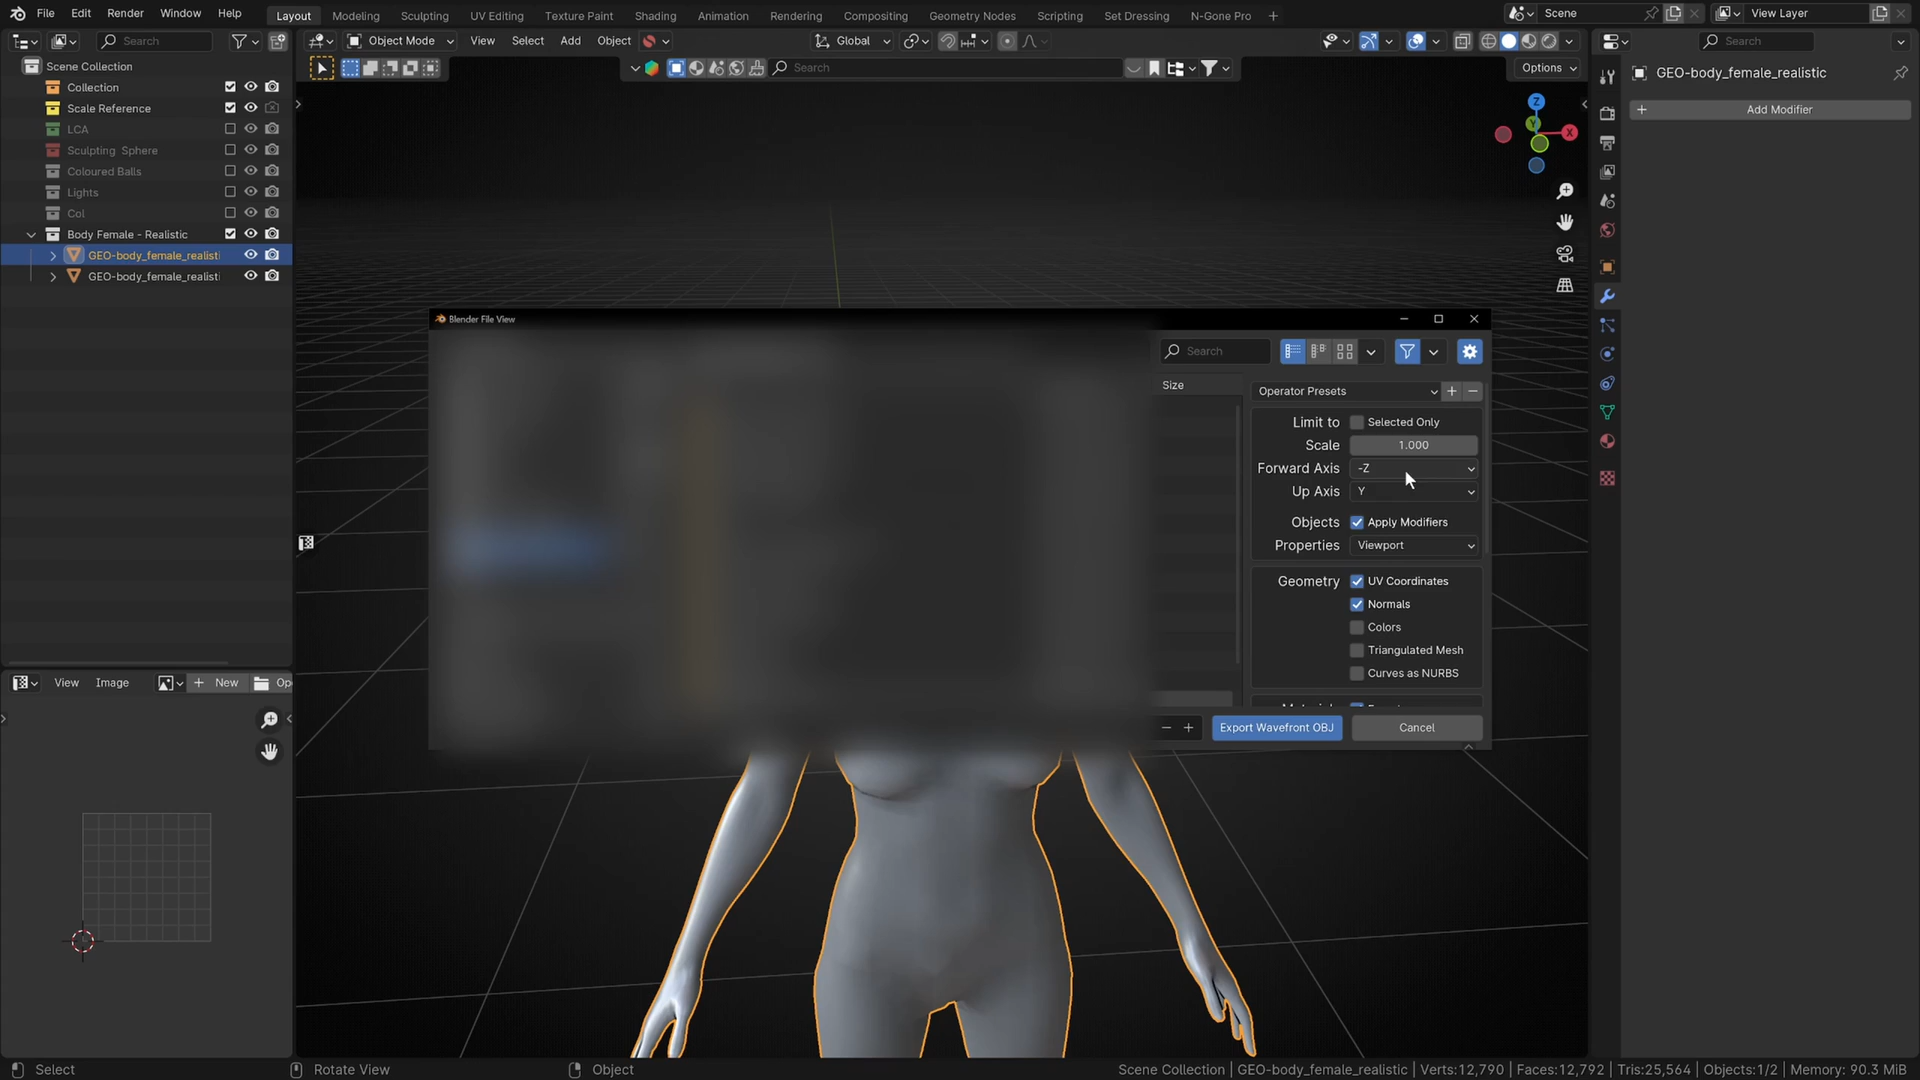 File Edit Render Window Help Layout Modeling Sculpting UV Editing Texture Paint Shading Animation Rendering Compositing Geometry Nodes Scripting Set Dressing N-Gone Pro + Scene View Layer
Search Object Mode View Select Add Object Global Search
Search Options
Scene Collection
Collection
Scale Reference
LCA
Sculpting Sphere
Coloured Balls
Lights
Col
Body Female - Realistic
GEO-body_female_realisti
GEO-body_female_realisti
GEO-body_female_realistic
+ Add Modifier
Z
Y
X
Blender File View
Search
Size
Operator Presets
Limit to Selected Only
Scale 1.000
Forward Axis -Z
Up Axis Y
Objects Apply Modifiers
Properties Viewport
Geometry UV Coordinates
Normals
Colors
Triangulated Mesh
Curves as NURBS
Export Wavefront OBJ Cancel
View Image + New Op
Select Rotate View Object Scene Collection | GEO-body_female_realistic | Verts:12,790 | Faces:12,792 | Tris:25,564 | Objects:1/2 | Memory: 90.3 MiB